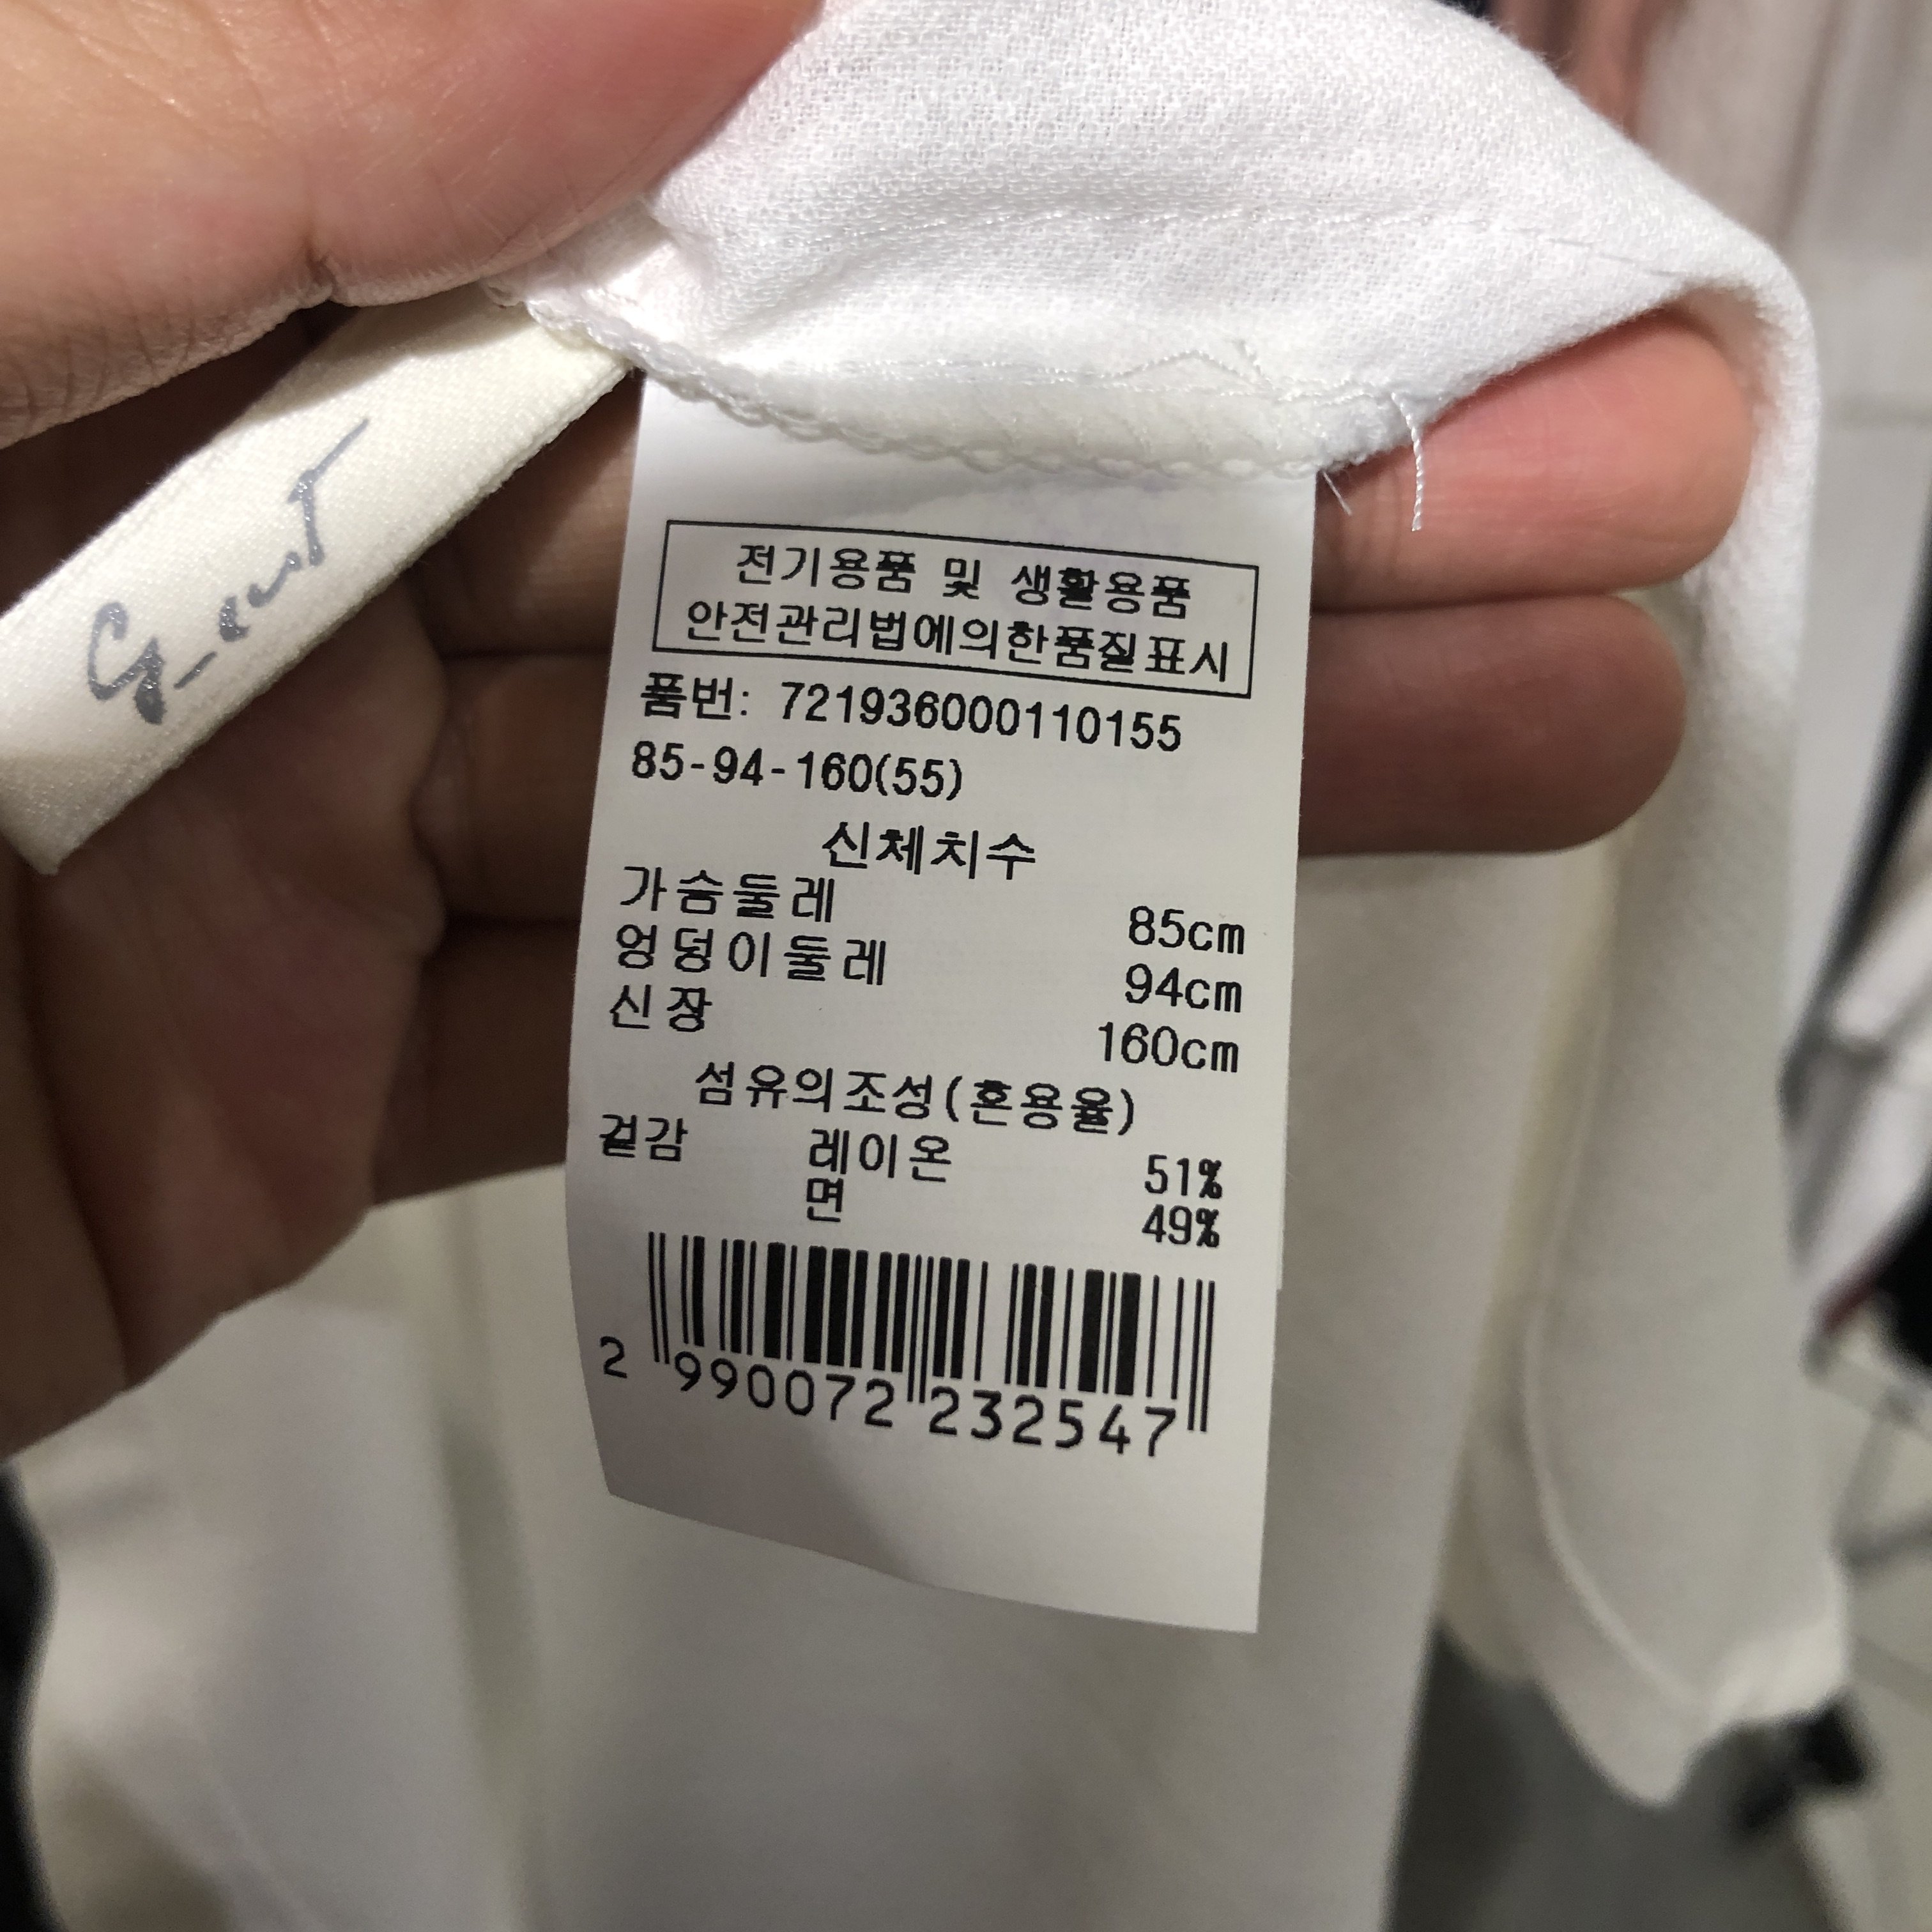 G_cut
전기용품 및 생활용품
안전관리법에의한품질표시
품번: 721936000110155
85-94-160(55)
신체치수
가슴둘레 85cm
엉덩이둘레 94cm
신장 160cm
섬유의조성(혼용율)
겉감 레이온 51%
면 49%
2 990072 232547